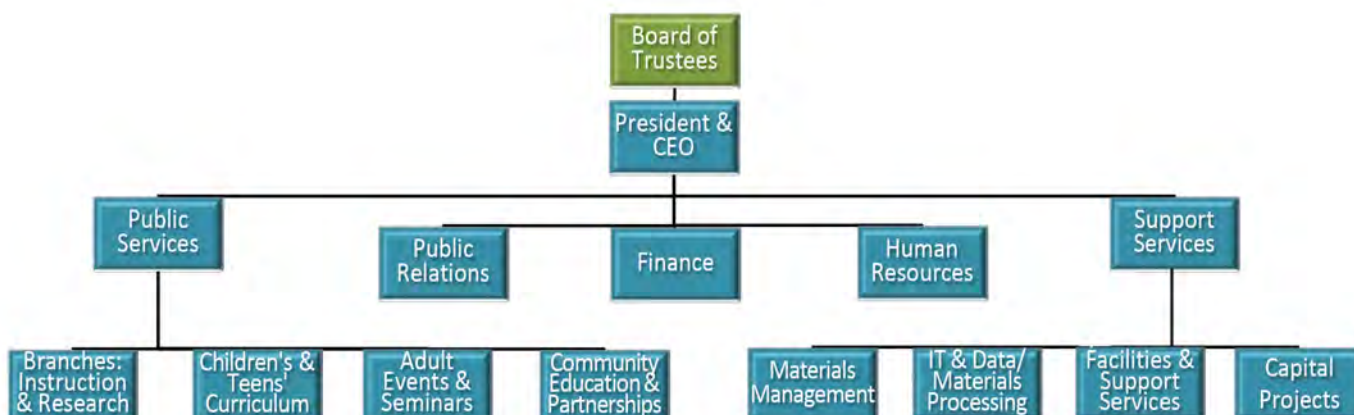 Board of
Trustees
President &
CEO
Public
Services
Public
Relations
Finance
Human
Resources
Support
Services
Branches:
Instruction
& Research
Children's &
Teens'
Curriculum
Adult
Events &
Seminars
Community
Education &
Partnerships
Materials
Management
IT & Data/
Materials
Processing
Facilities &
Support
Services
Capital
Projects